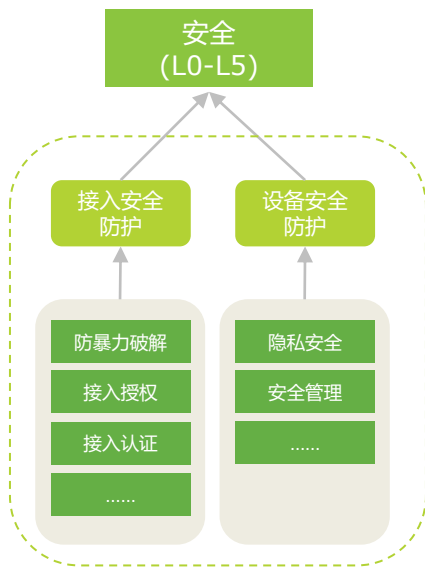 安全
(L0-L5)
接入安全
防护
设备安全
防护
防暴力破解
接入授权
接入认证
......
隐私安全
安全管理
......